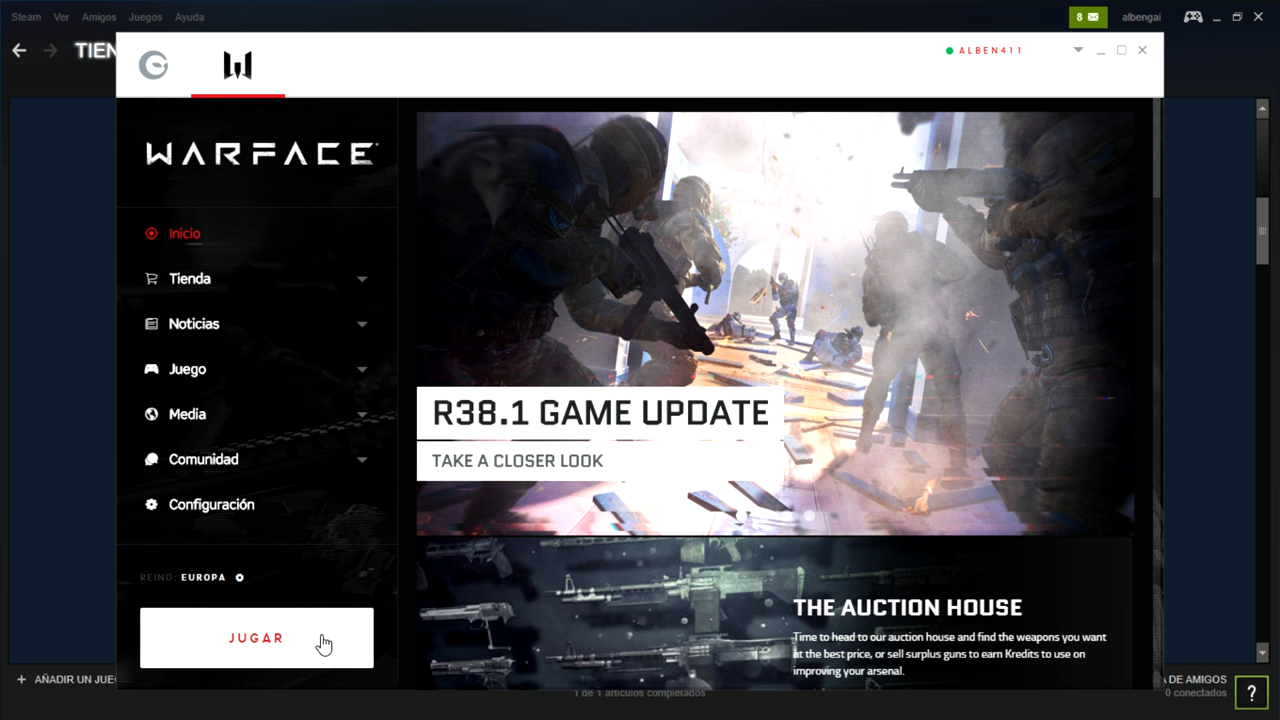 Steam Ver Amigos Juegos Ayuda
8
albengai
TIEN
ALBEN411
WARFACE
Inicio
Tienda
Noticias
Juego
Media
Comunidad
Configuración
REINO: EUROPA
JUGAR
R38.1 GAME UPDATE
TAKE A CLOSER LOOK
THE AUCTION HOUSE
Time to head to our auction house and find the weapons you want
at the best price, or sell surplus guns to earn Kredits to use on
improving your arsenal.
+ AÑADIR UN JUE
1 de 1 artículos completados
A DE AMIGOS
0 conectados
?